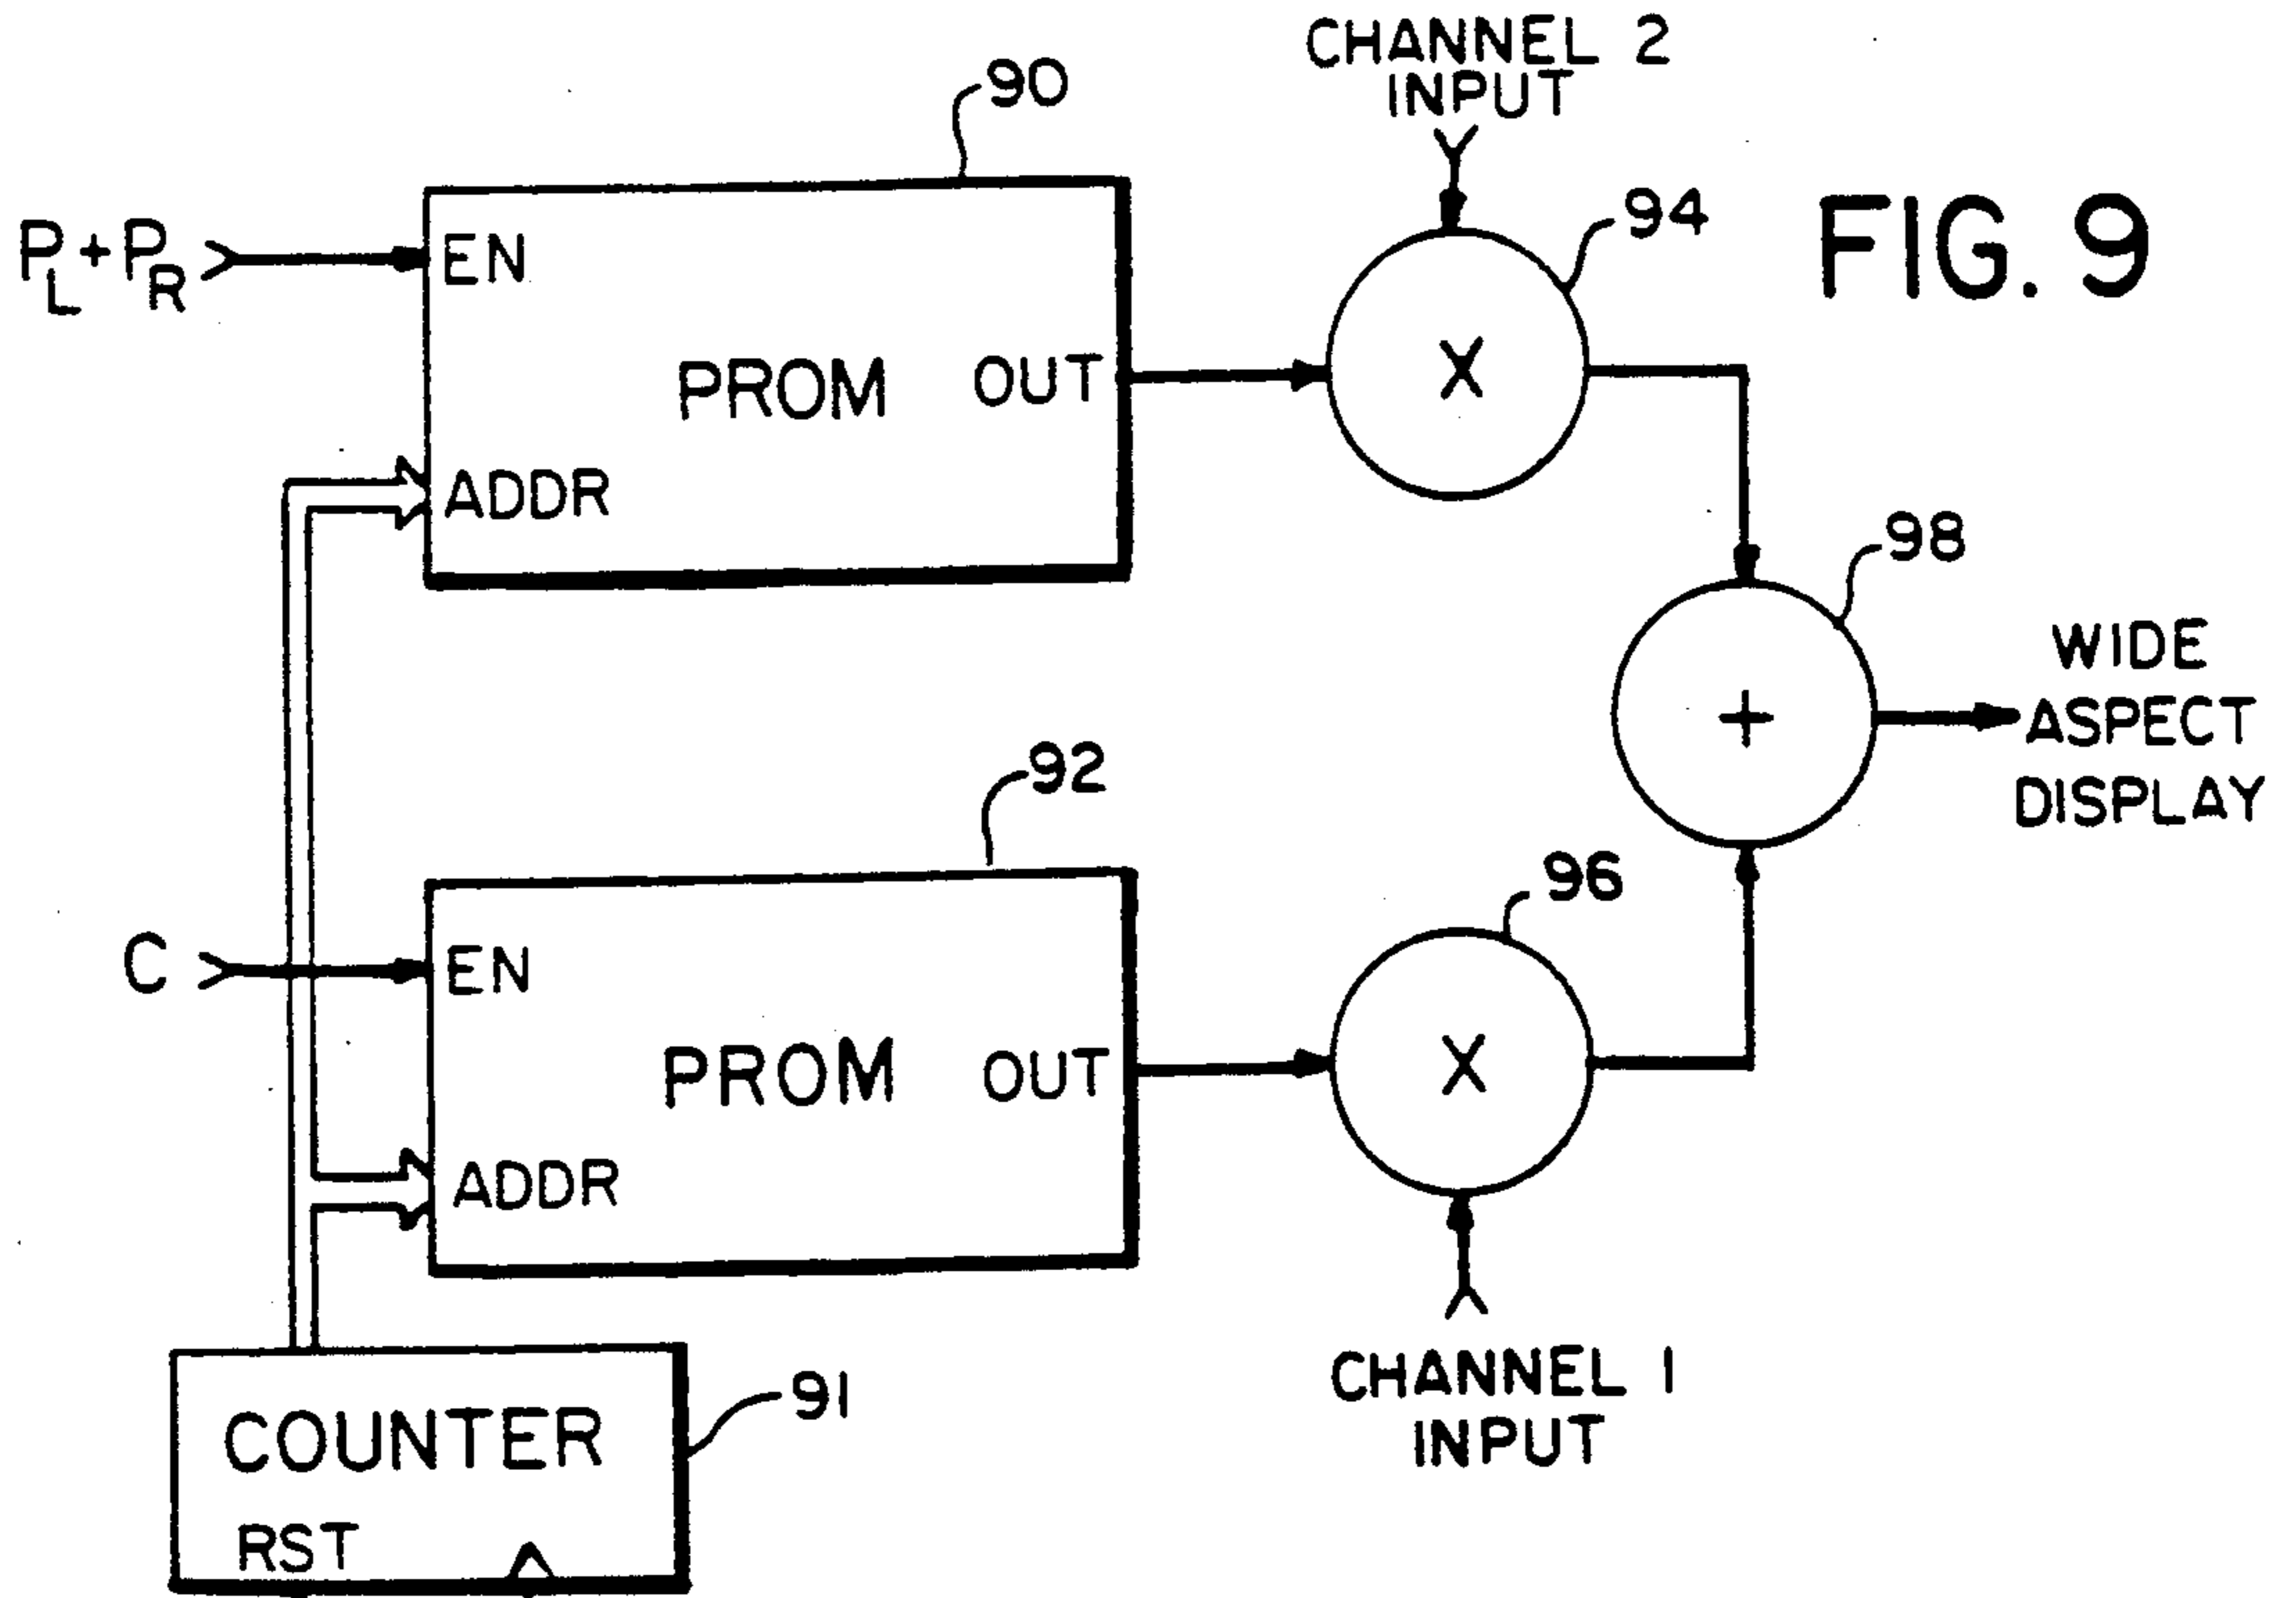 CHANNEL 2
INPUT
90
94
FIG. 9
PL+PR
EN
PROM
OUT
X
ADDR
98
WIDE
ASPECT
DISPLAY
+
92
96
C
EN
PROM
OUT
X
ADDR
CHANNEL 1
INPUT
91
COUNTER
RST